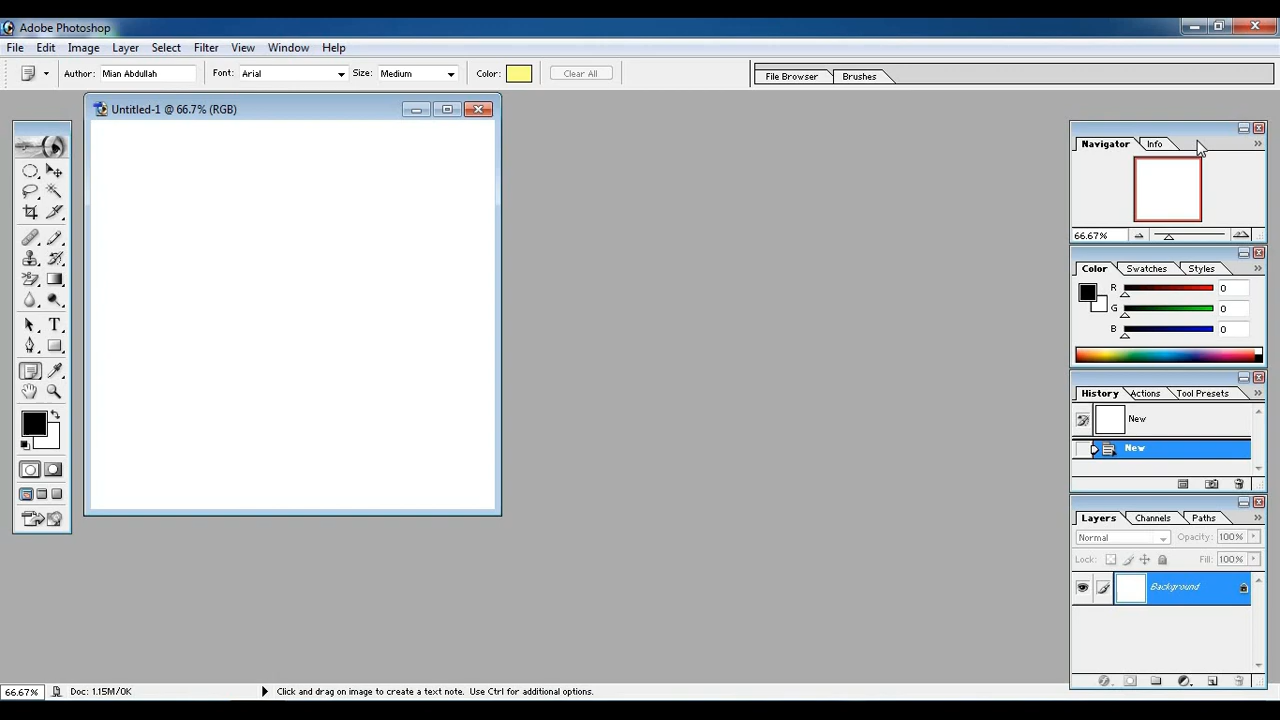 Adobe Photoshop
File Edit Image Layer Select Filter View Window Help
Author: Mian Abdullah Font: Arial Size: Medium Color: Clear All File Browser Brushes
Untitled-1 @ 66.7% (RGB)
Navigator Info
66.67%
Color Swatches Styles
R 0
G 0
B 0
History Actions Tool Presets
New
New
Layers Channels Paths
Normal Opacity: 100%
Lock: Fill: 100%
Background
T
66.67% Doc: 1.15M/0K Click and drag on image to create a text note. Use Ctrl for additional options.